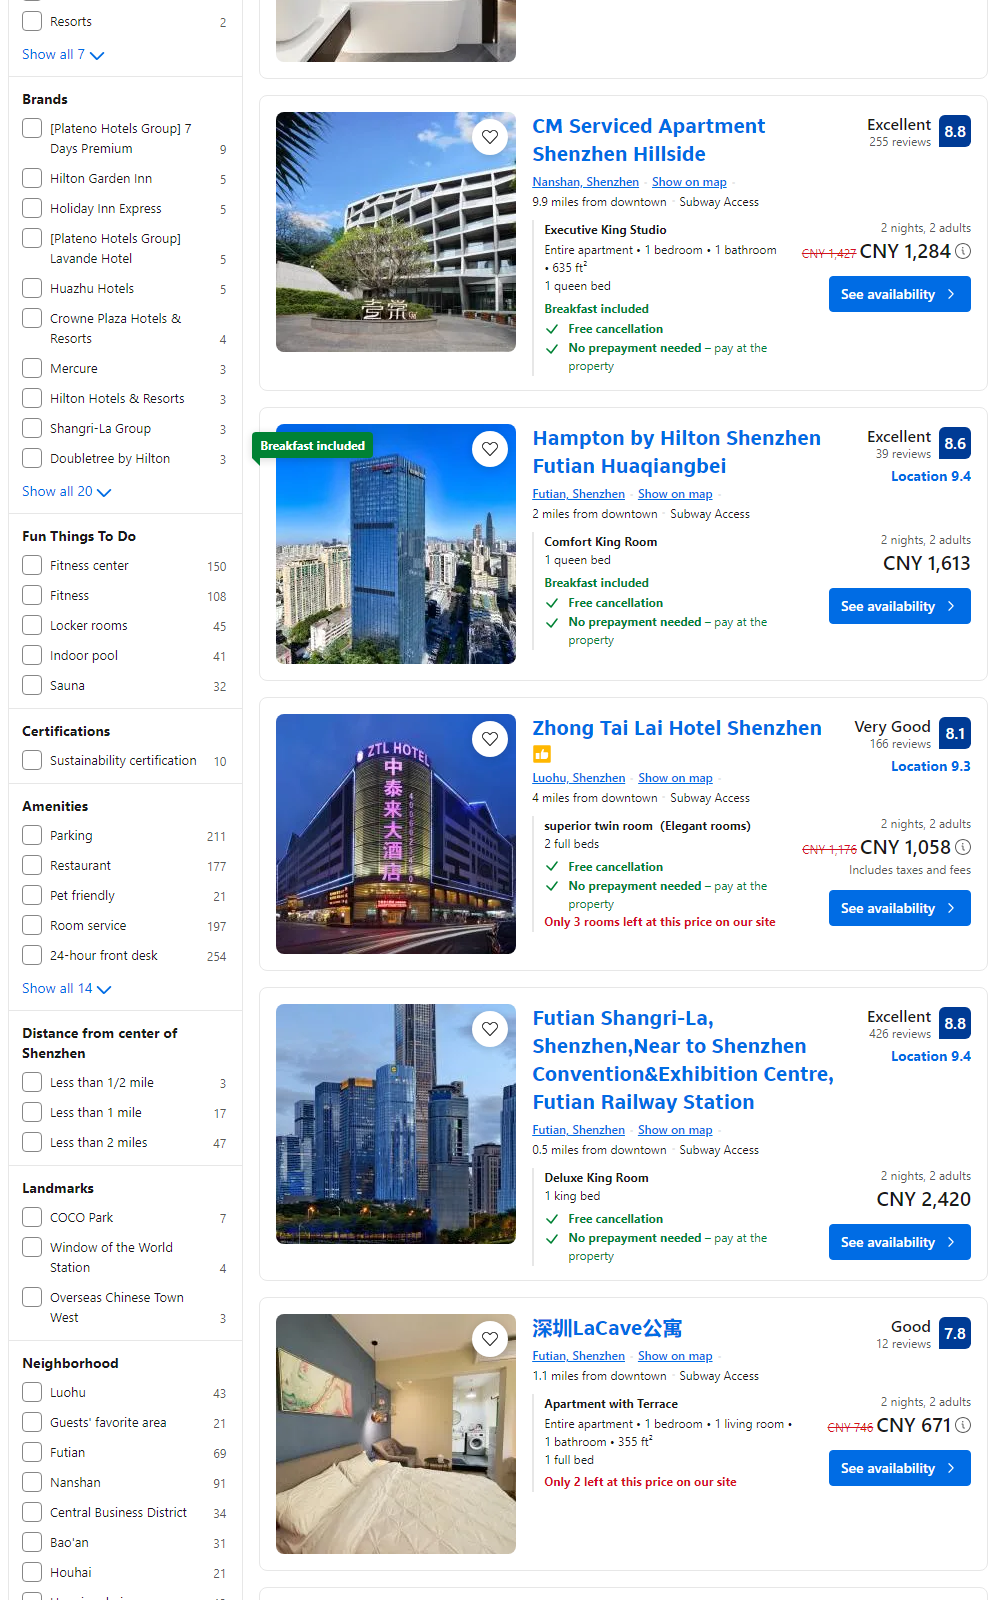 Resorts 2
Show all 7
Brands
[Plateno Hotels Group] 7
Days Premium 9
Hilton Garden Inn 5
Holiday Inn Express 5
[Plateno Hotels Group]
Lavande Hotel 5
Huazhu Hotels 5
Crowne Plaza Hotels &
Resorts 4
Mercure 3
Hilton Hotels & Resorts 3
Shangri-La Group 3
Doubletree by Hilton 3
Show all 20
Fun Things To Do
Fitness center 150
Fitness 108
Locker rooms 45
Indoor pool 41
Sauna 32
Certifications
Sustainability certification 10
Amenities
Parking 211
Restaurant 177
Pet friendly 21
Room service 197
24-hour front desk 254
Show all 14
Distance from center of
Shenzhen
Less than 1/2 mile 3
Less than 1 mile 17
Less than 2 miles 47
Landmarks
COCO Park 7
Window of the World
Station 4
Overseas Chinese Town
West 3
Neighborhood
Luohu 43
Guests' favorite area 21
Futian 69
Nanshan 91
Central Business District 34
Bao'an 31
Houhai 21
壹棠
CM Serviced Apartment
Shenzhen Hillside
Excellent 8.8
255 reviews
Nanshan, Shenzhen · Show on map ·
9.9 miles from downtown · Subway Access
Executive King Studio
Entire apartment • 1 bedroom • 1 bathroom
• 635 ft²
1 queen bed
Breakfast included
Free cancellation
No prepayment needed – pay at the
property
2 nights, 2 adults
CNY 1,427 CNY 1,284
See availability
Breakfast included
Hampton by Hilton Shenzhen
Futian Huaqiangbei
Excellent 8.6
39 reviews
Location 9.4
Futian, Shenzhen · Show on map ·
2 miles from downtown · Subway Access
Comfort King Room
1 queen bed
Breakfast included
Free cancellation
No prepayment needed – pay at the
property
2 nights, 2 adults
CNY 1,613
See availability
ZTL HOTEL
中泰来大酒店
Zhong Tai Lai Hotel Shenzhen
Very Good 8.1
166 reviews
Location 9.3
Luohu, Shenzhen · Show on map ·
4 miles from downtown · Subway Access
superior twin room（Elegant rooms)
2 full beds
Free cancellation
No prepayment needed – pay at the
property
Only 3 rooms left at this price on our site
2 nights, 2 adults
CNY 1,176 CNY 1,058
Includes taxes and fees
See availability
Futian Shangri-La,
Shenzhen,Near to Shenzhen
Convention&Exhibition Centre,
Futian Railway Station
Excellent 8.8
426 reviews
Location 9.4
Futian, Shenzhen · Show on map ·
0.5 miles from downtown · Subway Access
Deluxe King Room
1 king bed
Free cancellation
No prepayment needed – pay at the
property
2 nights, 2 adults
CNY 2,420
See availability
深圳LaCave公寓
Good 7.8
12 reviews
Futian, Shenzhen · Show on map ·
1.1 miles from downtown · Subway Access
Apartment with Terrace
Entire apartment • 1 bedroom • 1 living room •
1 bathroom • 355 ft²
1 full bed
Only 2 left at this price on our site
2 nights, 2 adults
CNY 746 CNY 671
See availability